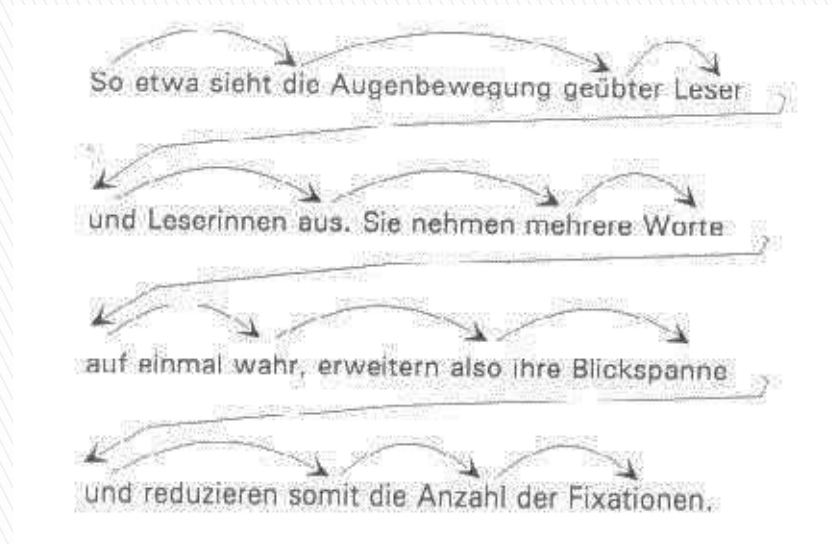 So etwa sieht die Augenbewegung geübter Leser
und Leserinnen aus. Sie nehmen mehrere Worte
auf einmal wahr, erweitern also ihre Blickspanne
und reduzieren somit die Anzahl der Fixationen.